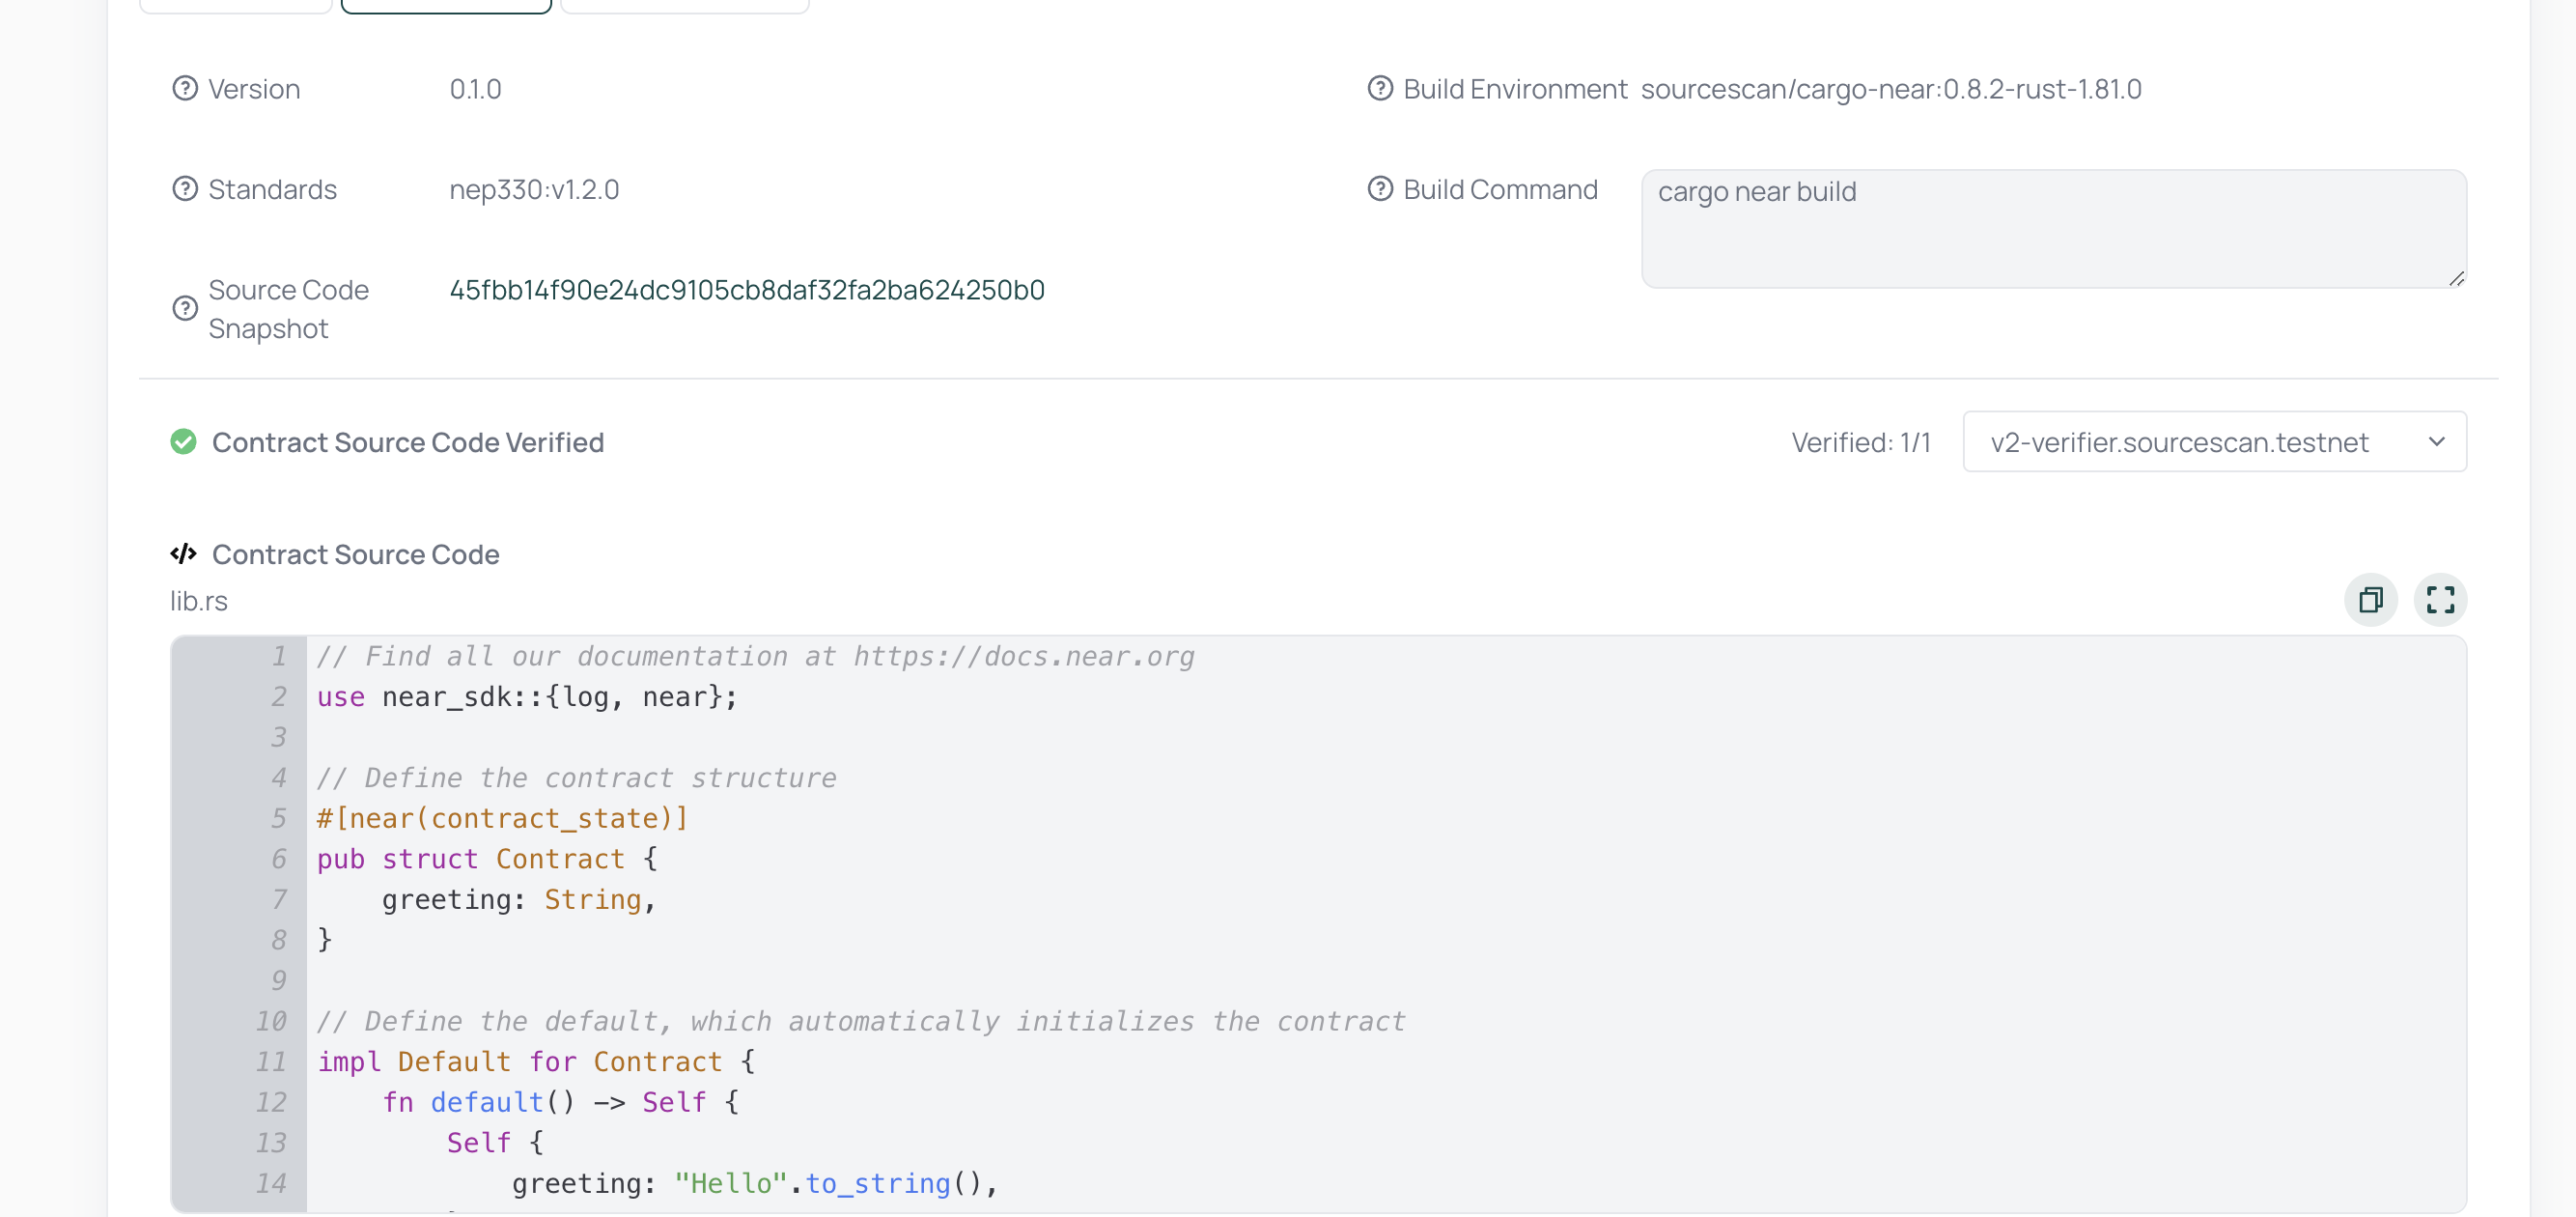 Version 0.1.0
Build Environment sourcescan/cargo-near:0.8.2-rust-1.81.0
Standards nep330:v1.2.0
Build Command cargo near build
Source Code Snapshot 45fbb14f90e24dc9105cb8daf32fa2ba624250b0
Contract Source Code Verified
Verified: 1/1 v2-verifier.sourcescan.testnet
Contract Source Code
lib.rs
1 // Find all our documentation at https://docs.near.org
2 use near_sdk::{log, near};
3
4 // Define the contract structure
5 #[near(contract_state)]
6 pub struct Contract {
7     greeting: String,
8 }
9
10 // Define the default, which automatically initializes the contract
11 impl Default for Contract {
12     fn default() -> Self {
13         Self {
14             greeting: "Hello".to_string(),